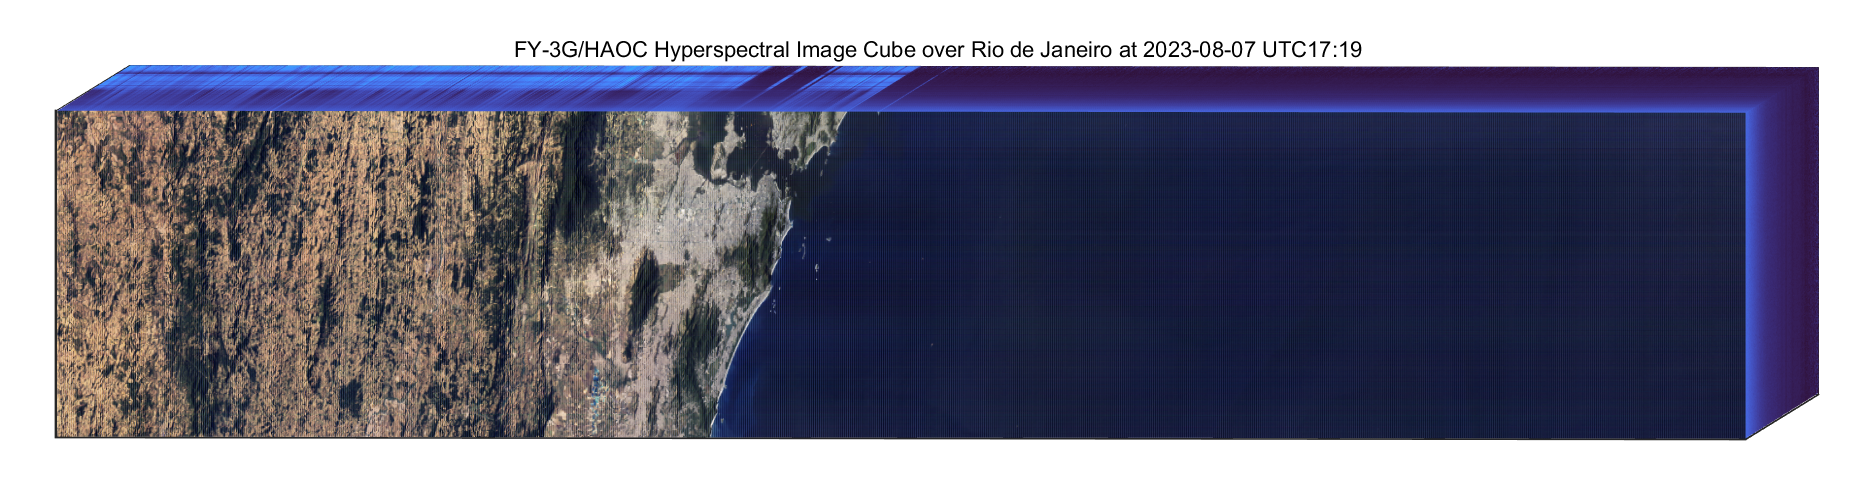 FY-3G/HAOC Hyperspectral Image Cube over Rio de Janeiro at 2023-08-07 UTC17:19